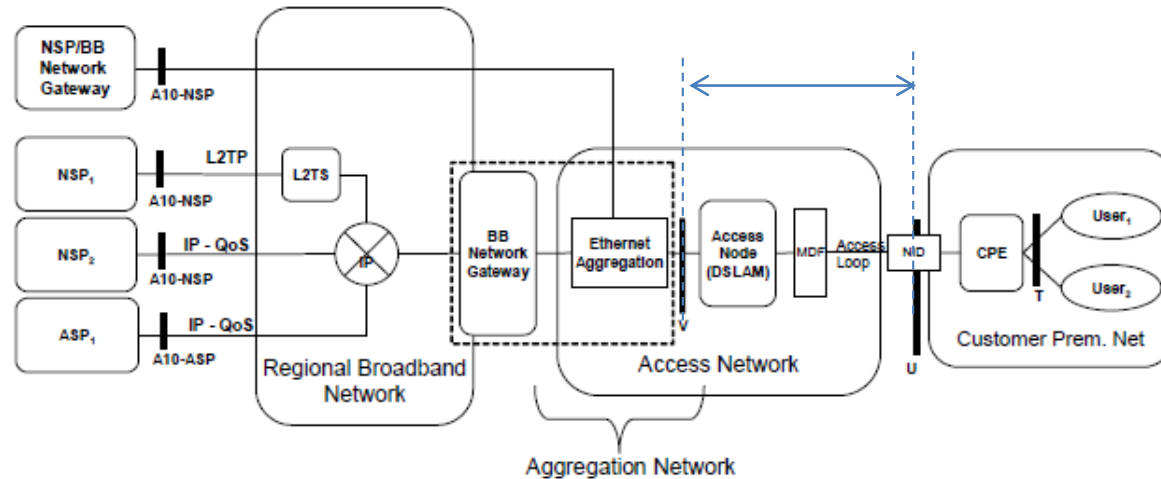 NSP/BB
Network
Gateway
A10-NSP
NSP₁
L2TP
A10-NSP
L2TS
NSP₂
IP - QoS
A10-NSP
IP
ASP₁
IP - QoS
A10-ASP
Regional Broadband
Network
BB
Network
Gateway
Ethernet
Aggregation
V
Access
Node
(DSLAM)
MDF
Access
Loop
Access Network
Aggregation Network
NID
U
CPE
T
User₁
User₂
Customer Prem. Net